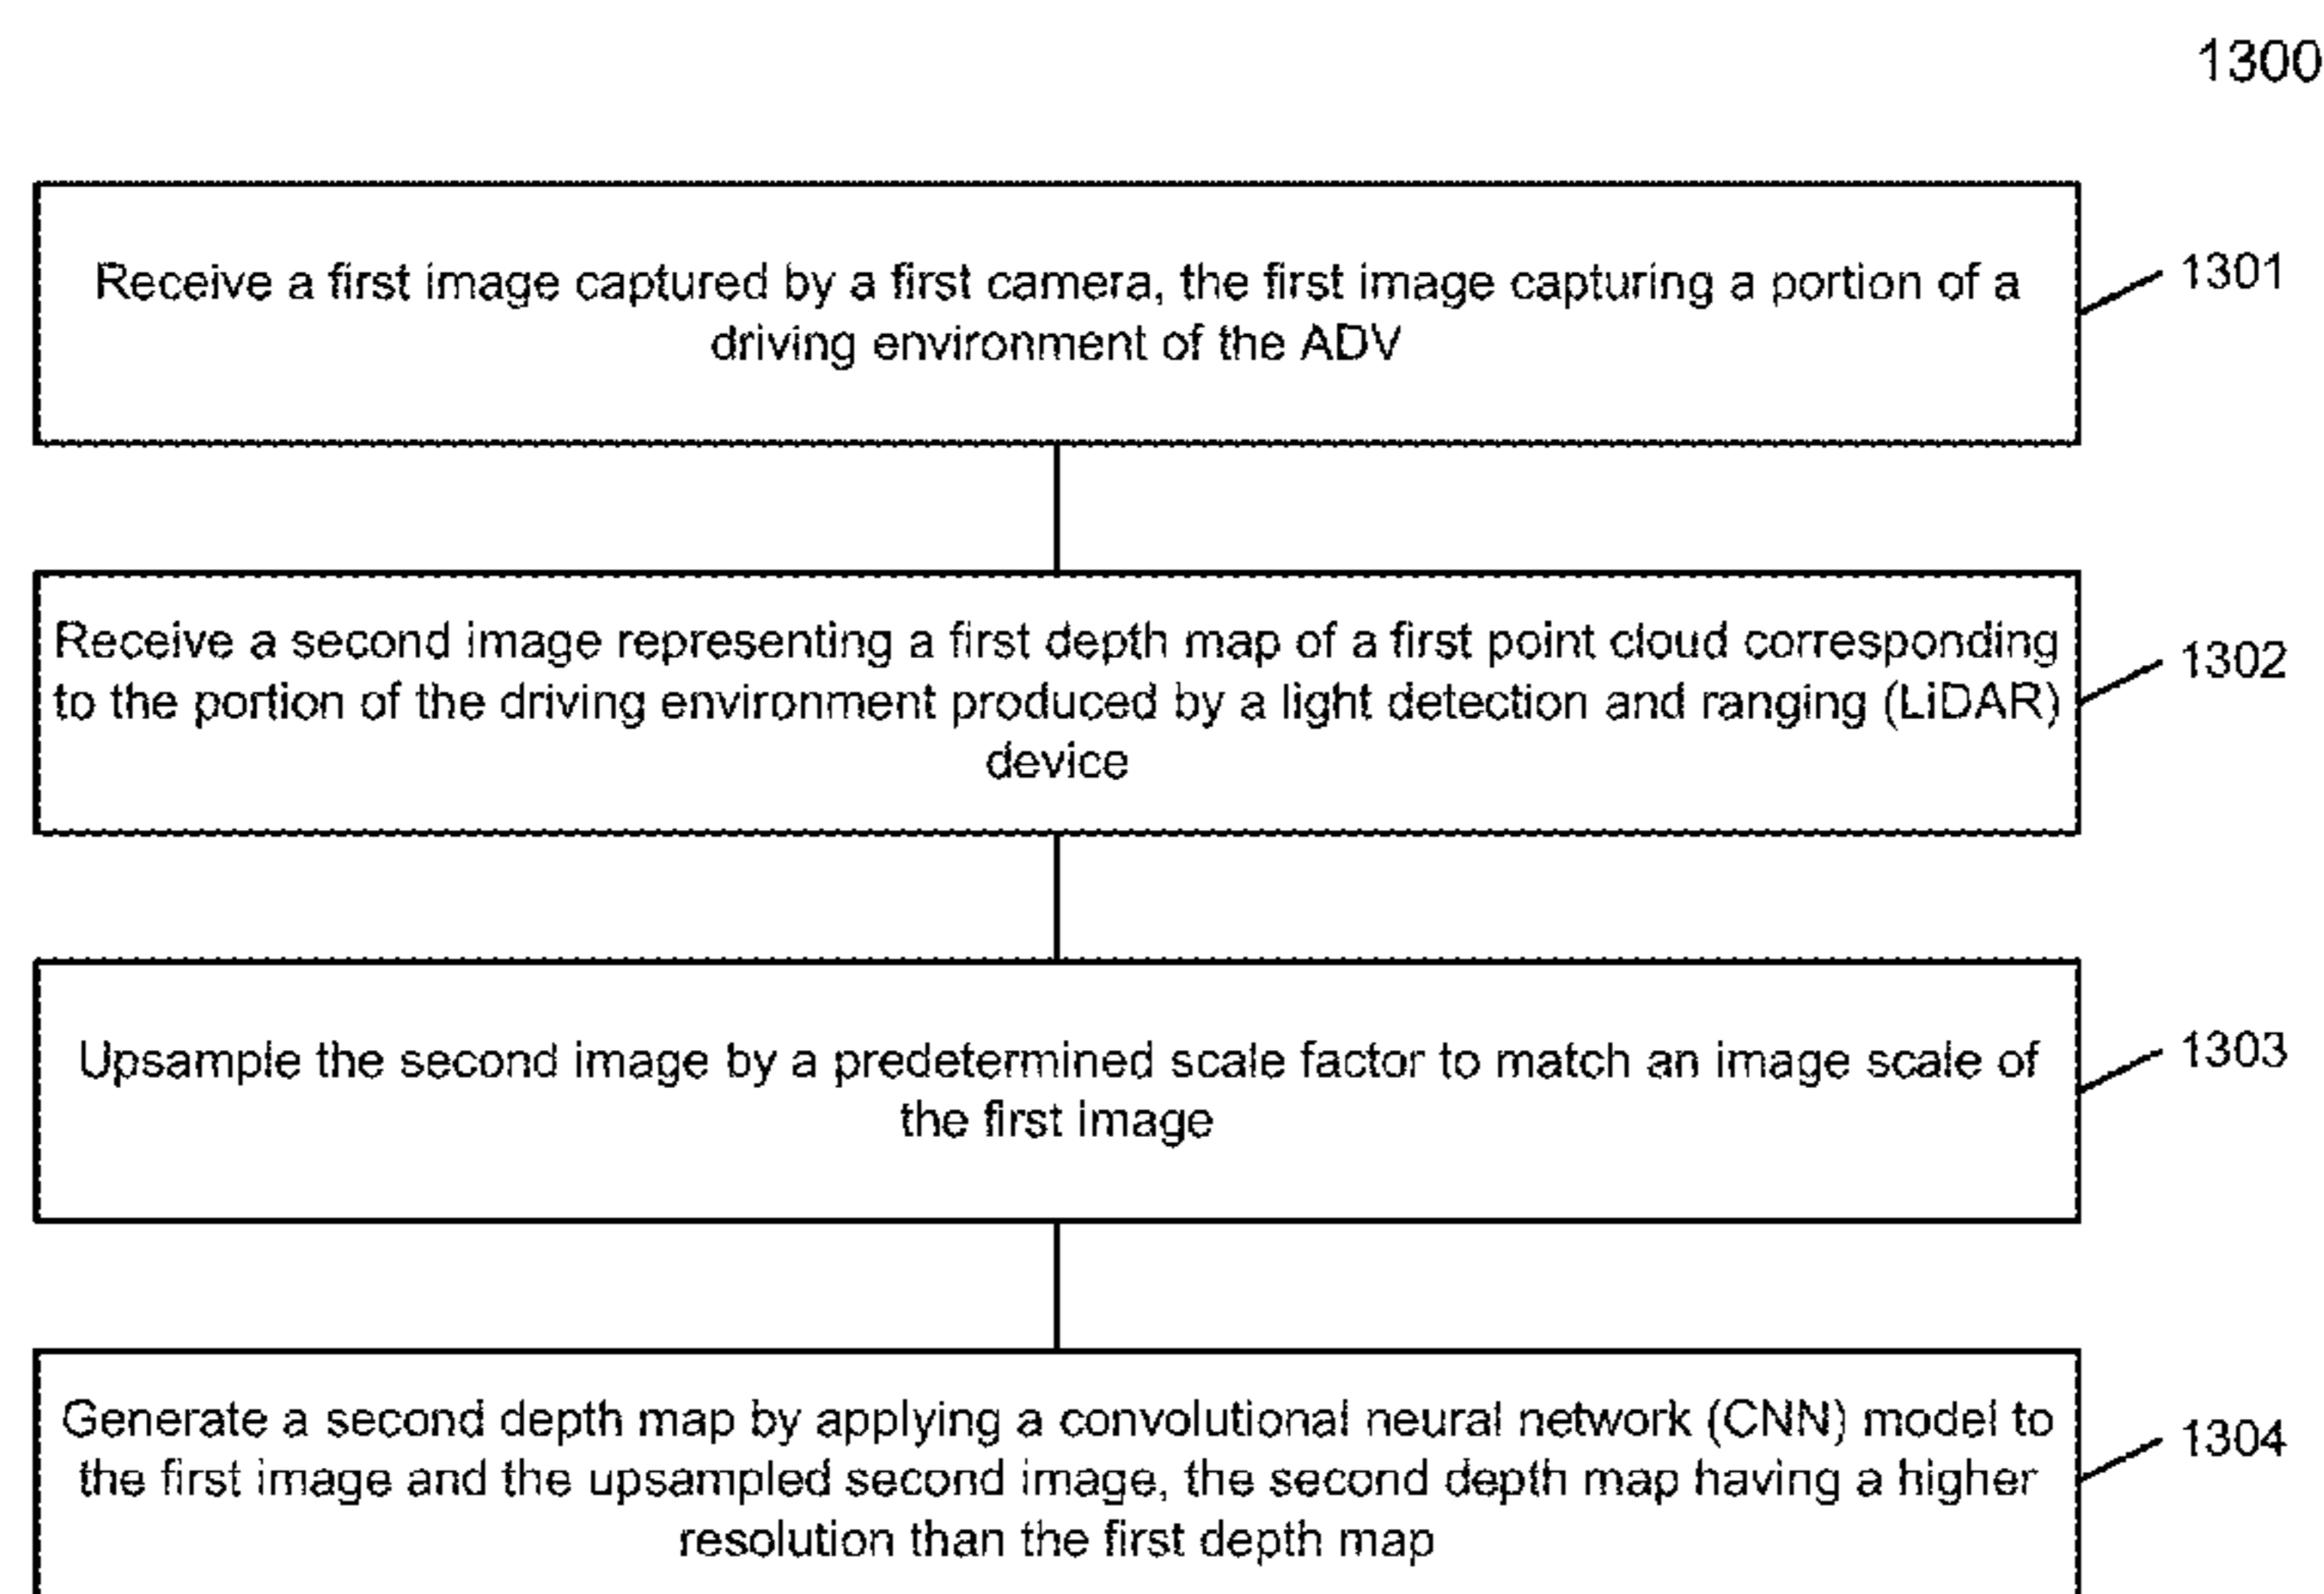 1300
Receive a first image captured by a first camera, the first image capturing a portion of a
driving environment of the ADV
1301
Receive a second image representing a first depth map of a first point cloud corresponding
to the portion of the driving environment produced by a light detection and ranging (LiDAR)
device
1302
Upsample the second image by a predetermined scale factor to match an image scale of
the first image
1303
Generate a second depth map by applying a convolutional neural network (CNN) model to
the first image and the upsampled second image, the second depth map having a higher
resolution than the first depth map
1304